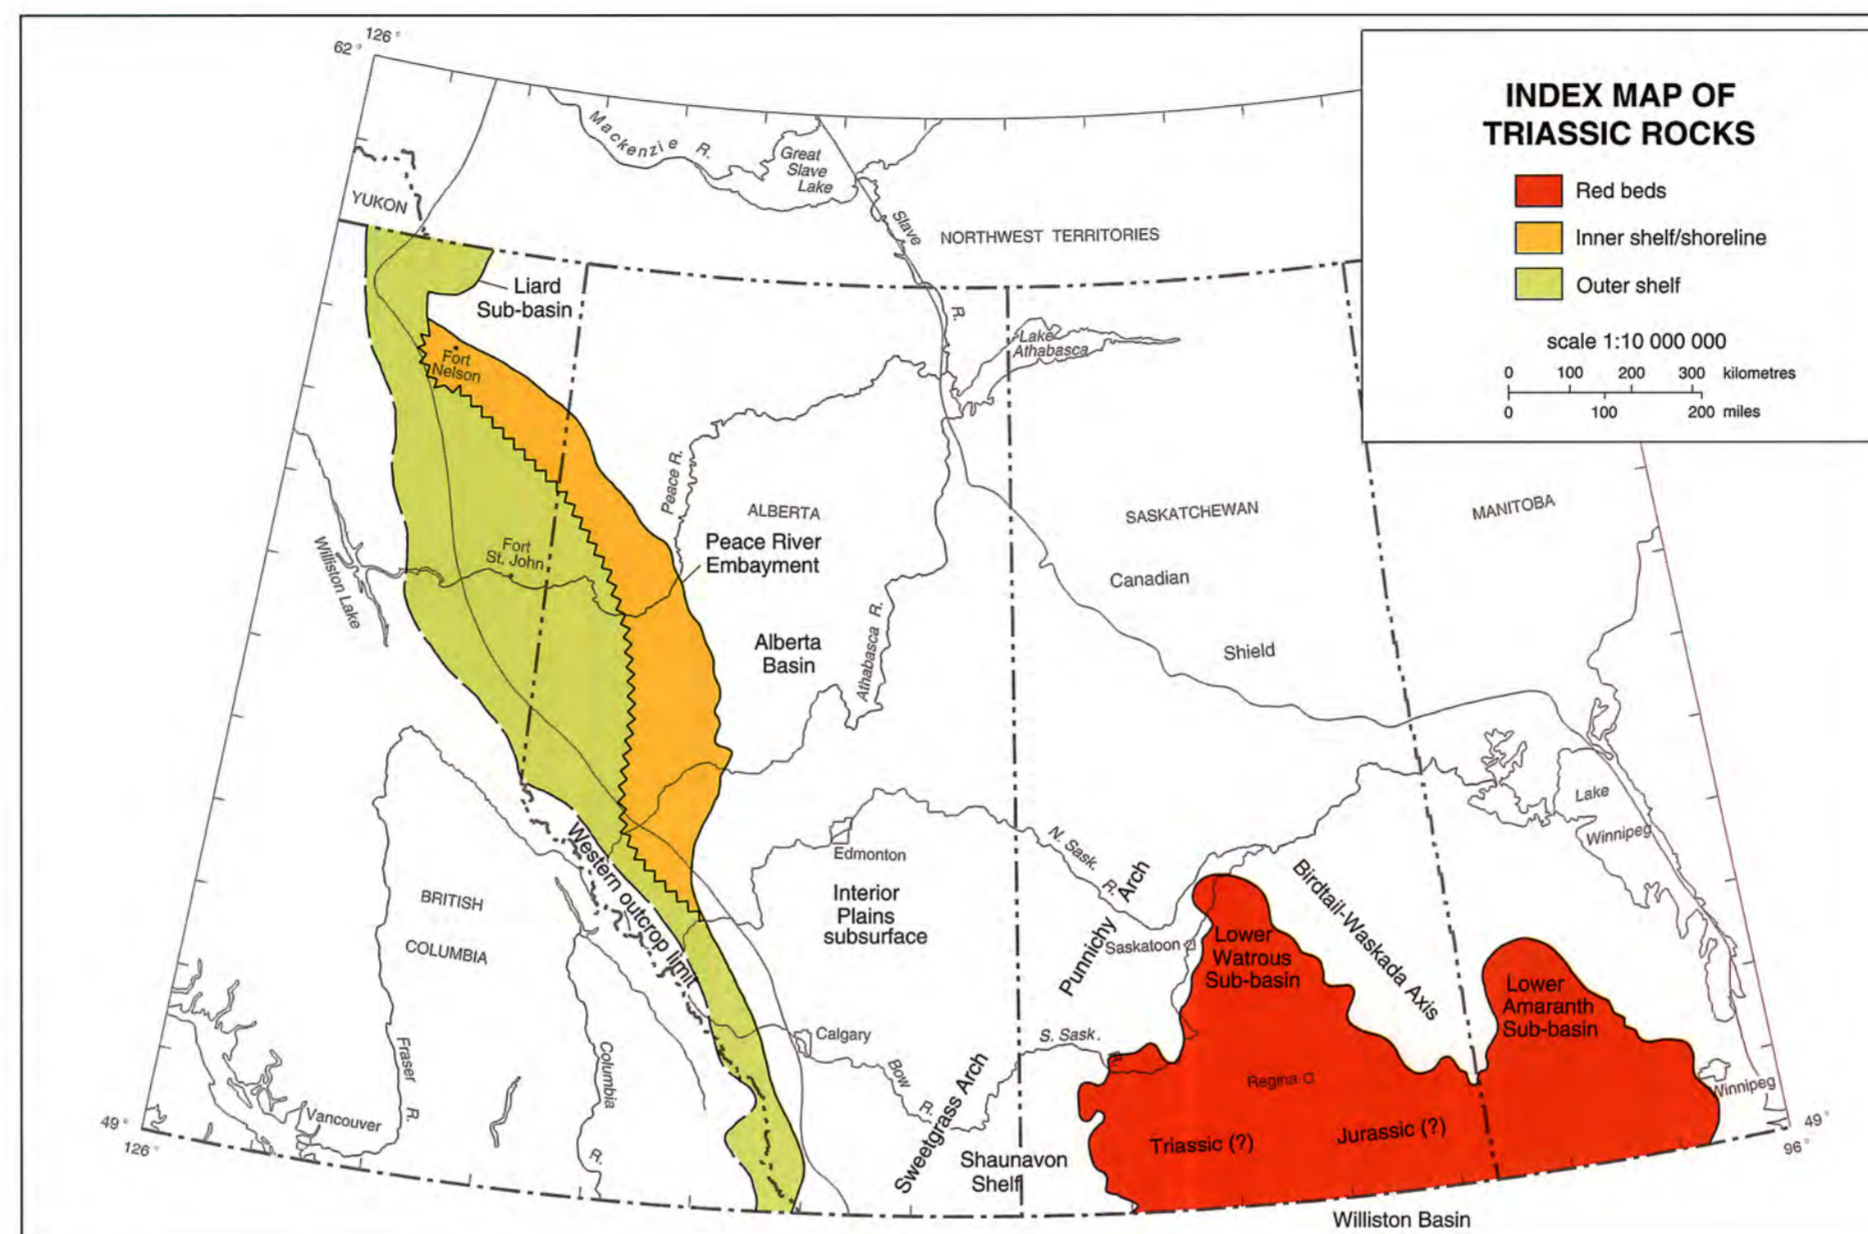 126°
62°
INDEX MAP OF
TRIASSIC ROCKS
Red beds
Inner shelf/shoreline
Outer shelf
scale 1:10 000 000
0 100 200 300 kilometres
0 100 200 miles
Mackenzie R.
Great
Slave
Lake
YUKON
Slave
R.
NORTHWEST TERRITORIES
Liard
Sub-basin
Lake
Athabasca
Fort
Nelson
Peace R.
ALBERTA
SASKATCHEWAN
MANITOBA
Peace River
Embayment
Fort
St. John
Williston Lake
Canadian
Shield
Alberta
Basin
Athabasca R.
Lake
Winnipeg
Western outcrop limit
Edmonton
N. Sask. R.
Punnichy Arch
Birdtail-Waskada Axis
BRITISH
COLUMBIA
Interior
Plains
subsurface
Saskatoon
Lower
Watrous
Sub-basin
Lower
Amaranth
Sub-basin
Calgary
S. Sask. R.
Bow R.
Fraser R.
Columbia R.
Sweetgrass Arch
Regina
Winnipeg
Vancouver
Triassic (?)
Jurassic (?)
Shaunavon
Shelf
49°
126°
49°
96°
Williston Basin